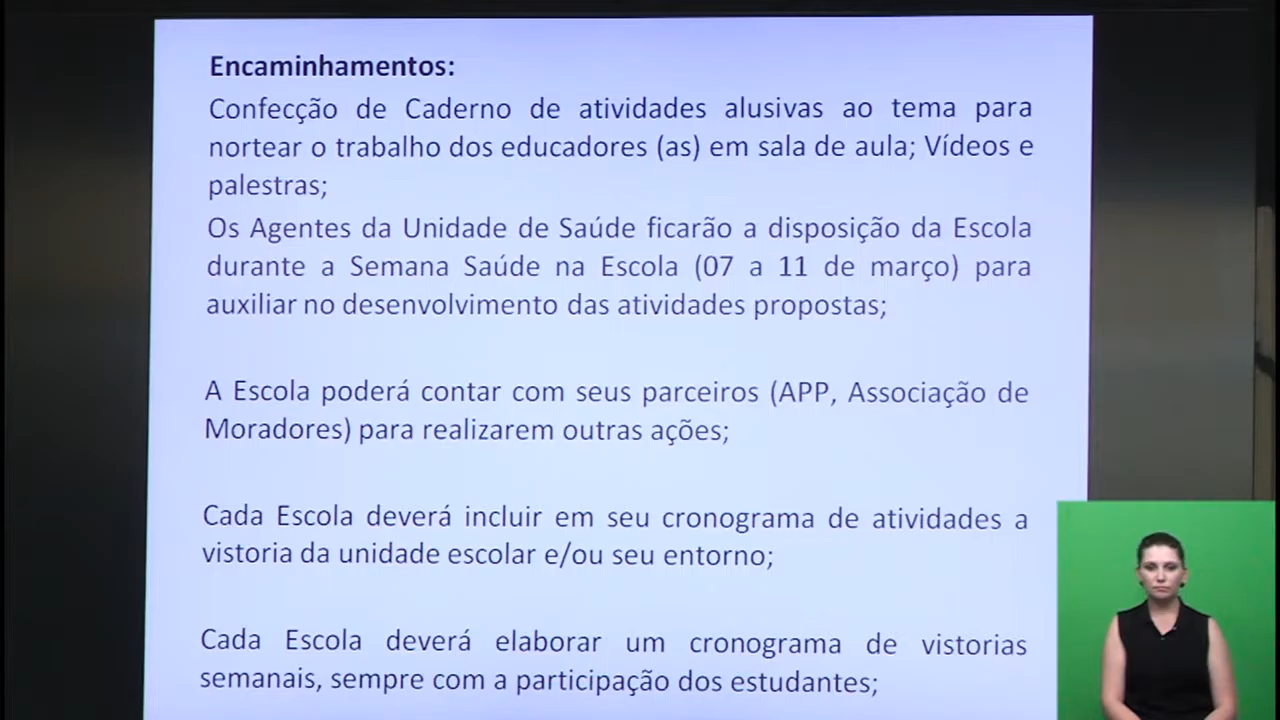 Encaminhamentos:
Confecção de Caderno de atividades alusivas ao tema para
nortear o trabalho dos educadores (as) em sala de aula; Vídeos e
palestras;
Os Agentes da Unidade de Saúde ficarão a disposição da Escola
durante a Semana Saúde na Escola (07 a 11 de março) para
auxiliar no desenvolvimento das atividades propostas;
A Escola poderá contar com seus parceiros (APP, Associação de
Moradores) para realizarem outras ações;
Cada Escola deverá incluir em seu cronograma de atividades a
vistoria da unidade escolar e/ou seu entorno;
Cada Escola deverá elaborar um cronograma de vistorias
semanais, sempre com a participação dos estudantes;